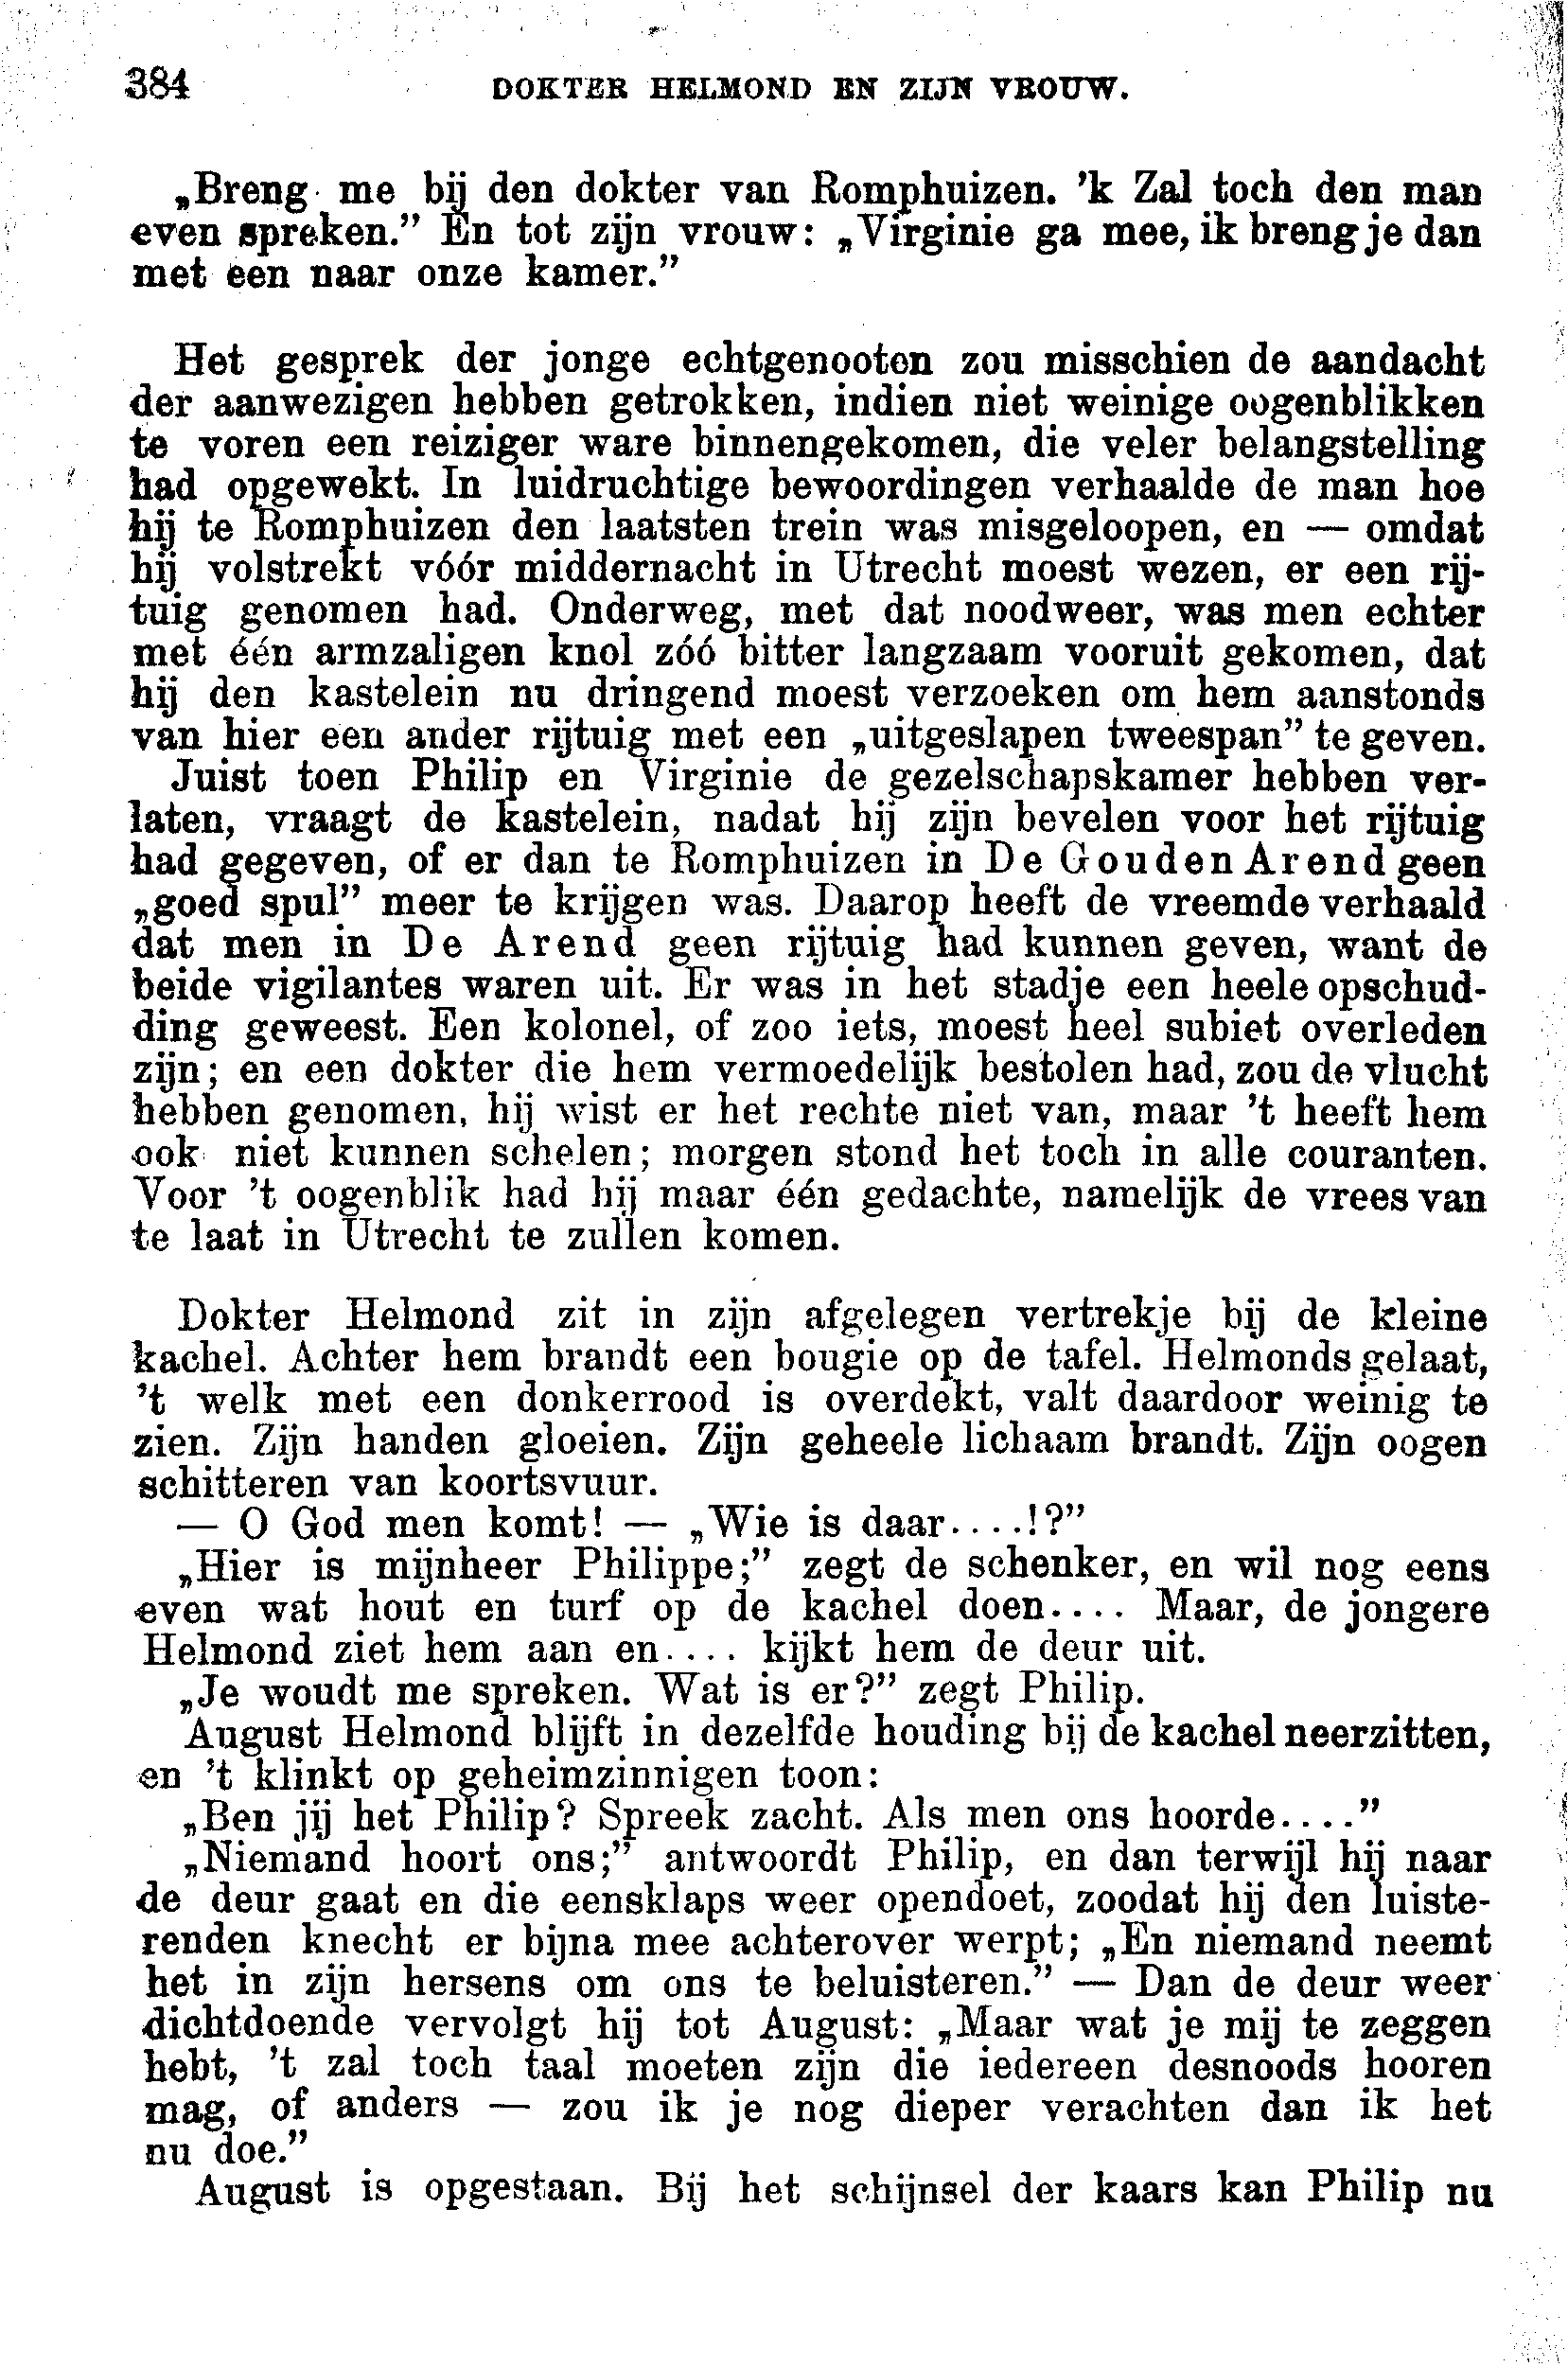 384 DOKTER HELMOND EN ZIJN VROUW.
„Breng me bij den dokter van Romphuizen. ’k Zal toch den man
even spreken.” En tot zijn vrouw: „Virginie ga mee, ik breng je dan
met een naar onze kamer.”
Het gesprek der jonge echtgenooten zou misschien de aandacht
der aanwezigen hebben getrokken, indien niet weinige oogenblikken
te voren een reiziger ware binnengekomen, die veler belangstelling
had opgewekt. In luidruchtige bewoordingen verhaalde de man hoe
hij te Romphuizen den laatsten trein was misgeloopen, en — omdat
hij volstrekt vóór middernacht in Utrecht moest wezen, er een rij-
tuig genomen had. Onderweg, met dat noodweer, was men echter
met één armzaligen knol zóó bitter langzaam vooruit gekomen, dat
hij den kastelein nu dringend moest verzoeken om hem aanstonds
van hier een ander rijtuig met een „uitgeslapen tweespan” te geven.
Juist toen Philip en Virginie de gezelschapskamer hebben ver-
laten, vraagt de kastelein, nadat hij zijn bevelen voor het rijtuig
had gegeven, of er dan te Romphuizen in De Gouden Arend geen
„goed spul” meer te krijgen was. Daarop heeft de vreemde verhaald
dat men in De Arend geen rijtuig had kunnen geven, want de
beide vigilantes waren uit. Er was in het stadje een heele opschud-
ding geweest. Een kolonel, of zoo iets, moest heel subiet overleden
zijn; en een dokter die hem vermoedelijk bestolen had, zou de vlucht
hebben genomen, hij wist er het rechte niet van, maar ’t heeft hem
ook niet kunnen schelen; morgen stond het toch in alle couranten.
Voor ’t oogenblik had hij maar één gedachte, namelijk de vrees van
te laat in Utrecht te zullen komen.
Dokter Helmond zit in zijn afgelegen vertrekje bij de kleine
kachel. Achter hem brandt een bougie op de tafel. Helmonds gelaat,
’t welk met een donkerrood is overdekt, valt daardoor weinig te
zien. Zijn handen gloeien. Zijn geheele lichaam brandt. Zijn oogen
schitteren van koortsvuur.
— O God men komt! — „Wie is daar....!?”
„Hier is mijnheer Philippe;” zegt de schenker, en wil nog eens
even wat hout en turf op de kachel doen.... Maar, de jongere
Helmond ziet hem aan en.... kijkt hem de deur uit.
„Je woudt me spreken. Wat is er?” zegt Philip.
August Helmond blijft in dezelfde houding bij de kachel neerzitten,
en ’t klinkt op geheimzinnigen toon:
„Ben jij het Philip? Spreek zacht. Als men ons hoorde....”
„Niemand hoort ons;” antwoordt Philip, en dan terwijl hij naar
de deur gaat en die eensklaps weer opendoet, zoodat hij den luiste-
renden knecht er bijna mee achterover werpt; „En niemand neemt
het in zijn hersens om ons te beluisteren.” — Dan de deur weer
dichtdoende vervolgt hij tot August: „Maar wat je mij te zeggen
hebt, ’t zal toch taal moeten zijn die iedereen desnoods hooren
mag, of anders — zou ik je nog dieper verachten dan ik het
nu doe.”
August is opgestaan. Bij het schijnsel der kaars kan Philip nu